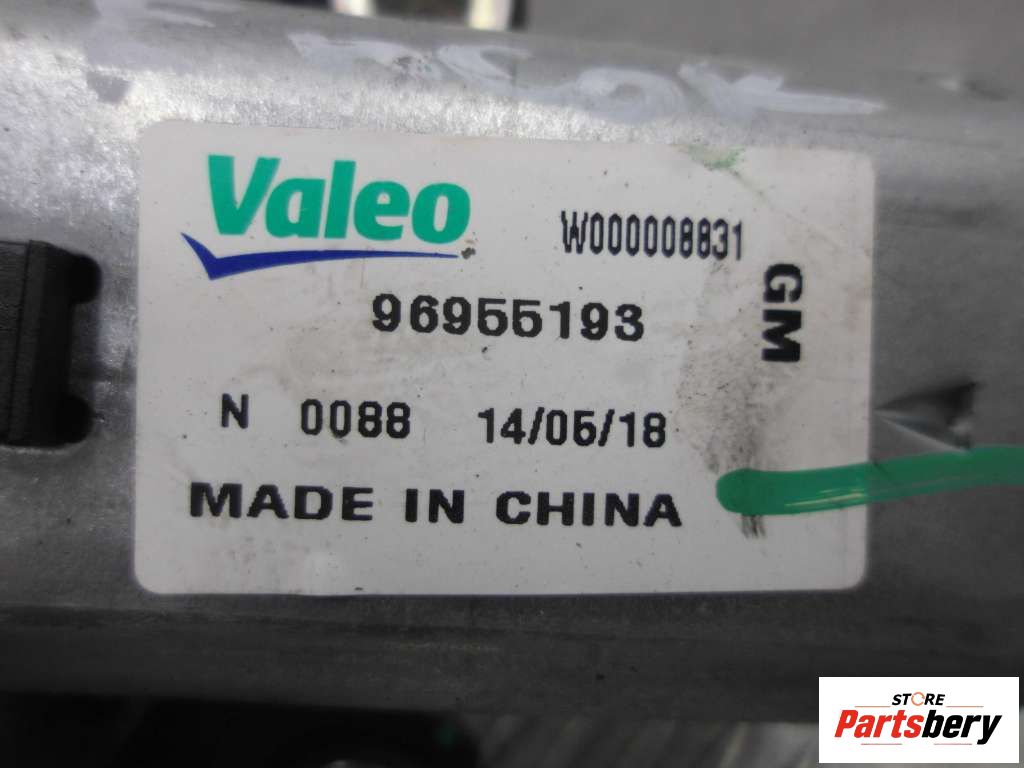 Valeo
W000008831
GM
96955193
N 0088 14/05/18
MADE IN CHINA
STORE
Partsbery